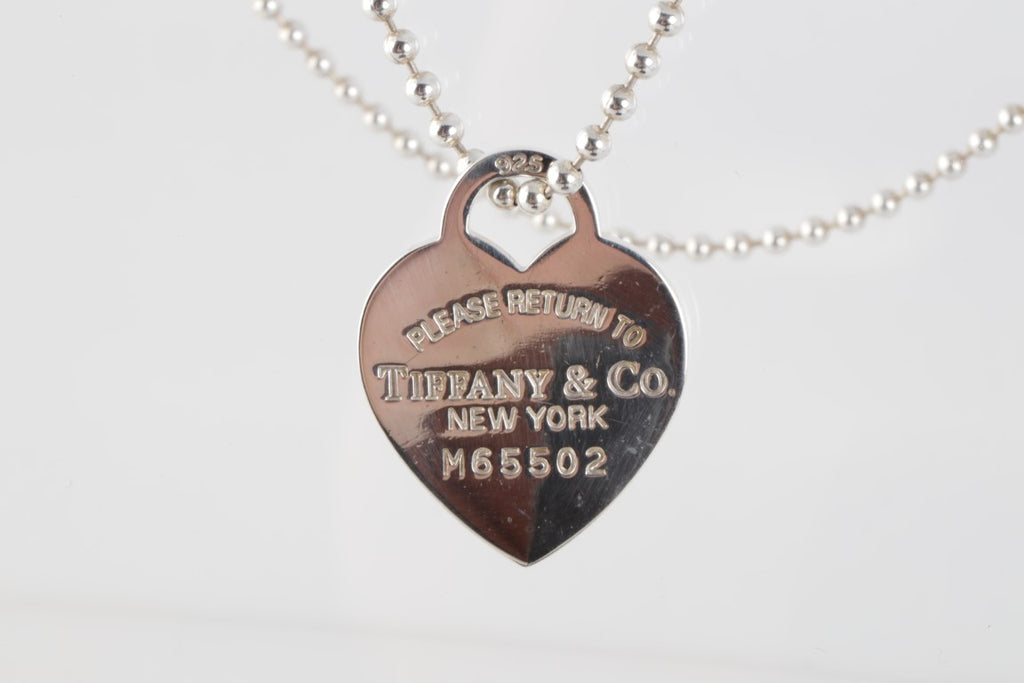 925
PLEASE RETURN TO
TIFFANY & CO.
NEW YORK
M65502